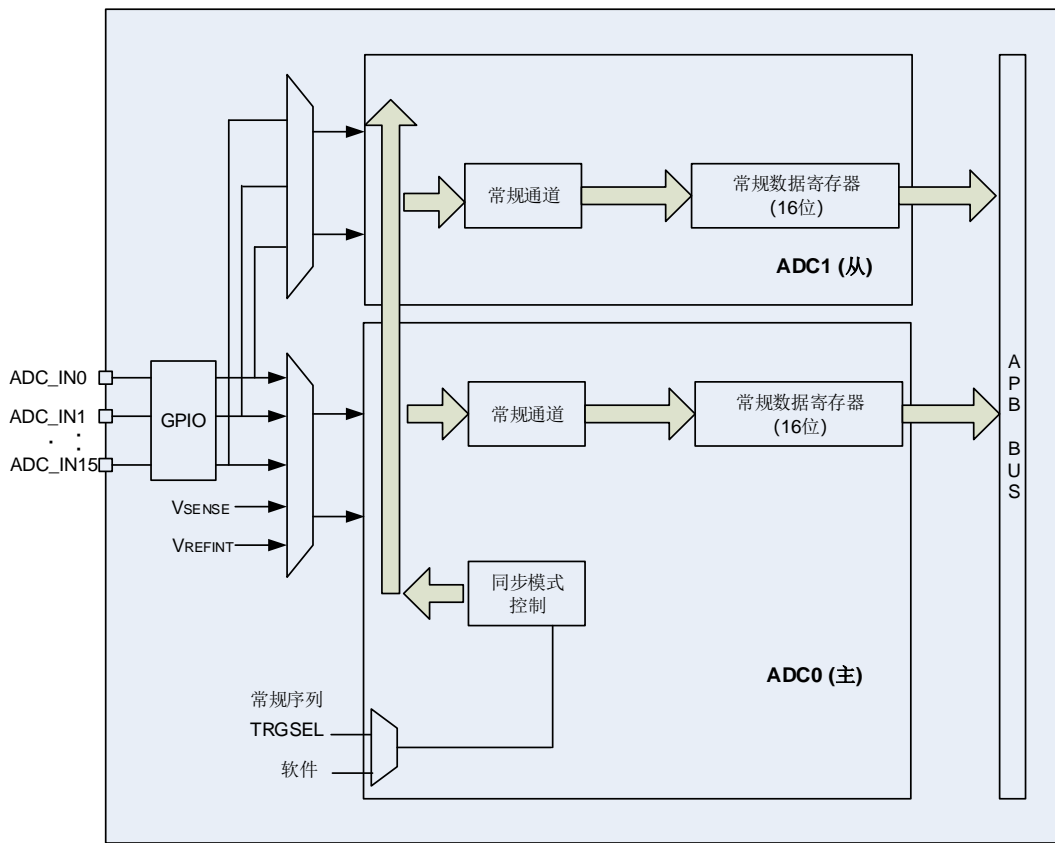 常规通道
常规数据寄存器
(16位)
ADC1 (从)
ADC_IN0
ADC_IN1
. :
ADC_IN15
GPIO
VSENSE
VREFINT
常规通道
常规数据寄存器
(16位)
同步模式
控制
ADC0 (主)
常规序列
TRGSEL
软件
APB BUS